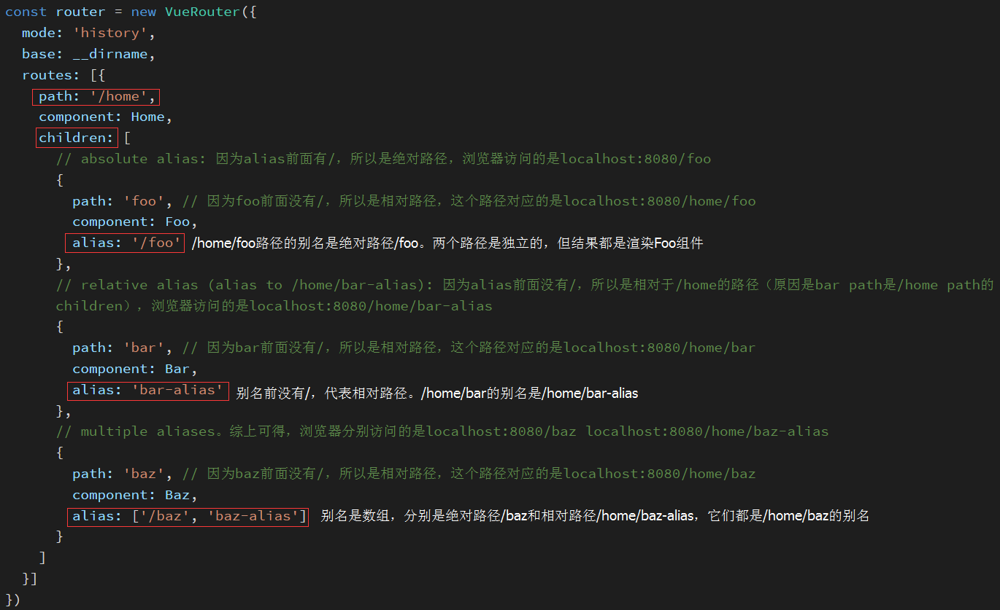 const router = new VueRouter({
  mode: 'history',
  base: __dirname,
  routes: [{
    path: '/home',
    component: Home,
    children: [
      // absolute alias: 因为alias前面有/，所以是绝对路径，浏览器访问的是localhost:8080/foo
      {
        path: 'foo', // 因为foo前面没有/，所以是相对路径，这个路径对应的是localhost:8080/home/foo
        component: Foo,
        alias: '/foo' /home/foo路径的别名是绝对路径/foo。两个路径是独立的，但结果都是渲染Foo组件
      },
      // relative alias (alias to /home/bar-alias): 因为alias前面没有/，所以是相对于/home的路径（原因是bar path是/home path的
      children），浏览器访问的是localhost:8080/home/bar-alias
      {
        path: 'bar', // 因为bar前面没有/，所以是相对路径，这个路径对应的是localhost:8080/home/bar
        component: Bar,
        alias: 'bar-alias' 别名前没有/，代表相对路径。/home/bar的别名是/home/bar-alias
      },
      // multiple aliases。综上可得，浏览器分别访问的是localhost:8080/baz localhost:8080/home/baz-alias
      {
        path: 'baz', // 因为baz前面没有/，所以是相对路径，这个路径对应的是localhost:8080/home/baz
        component: Baz,
        alias: ['/baz', 'baz-alias'] 别名是数组，分别是绝对路径/baz和相对路径/home/baz-alias，它们都是/home/baz的别名
      }
    ]
  }]
})